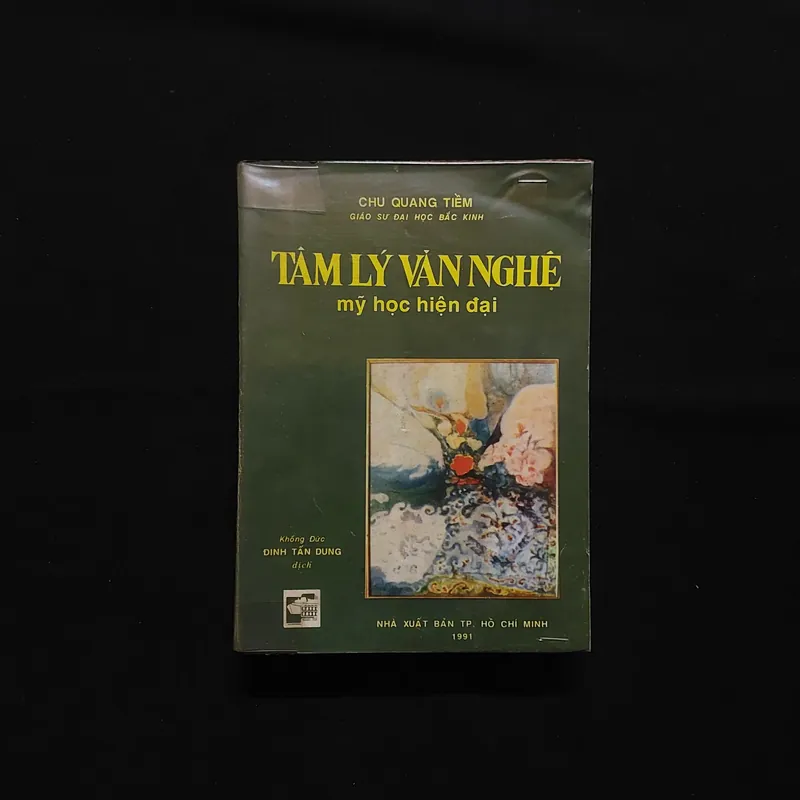 CHU QUANG TIỀM
GIÁO SƯ ĐẠI HỌC BẮC KINH
TÂM LÝ VĂN NGHỆ
mỹ học hiện đại
Khổng Đức
ĐINH TẤN DUNG
dịch
NHÀ XUẤT BẢN TP. HỒ CHÍ MINH
1991